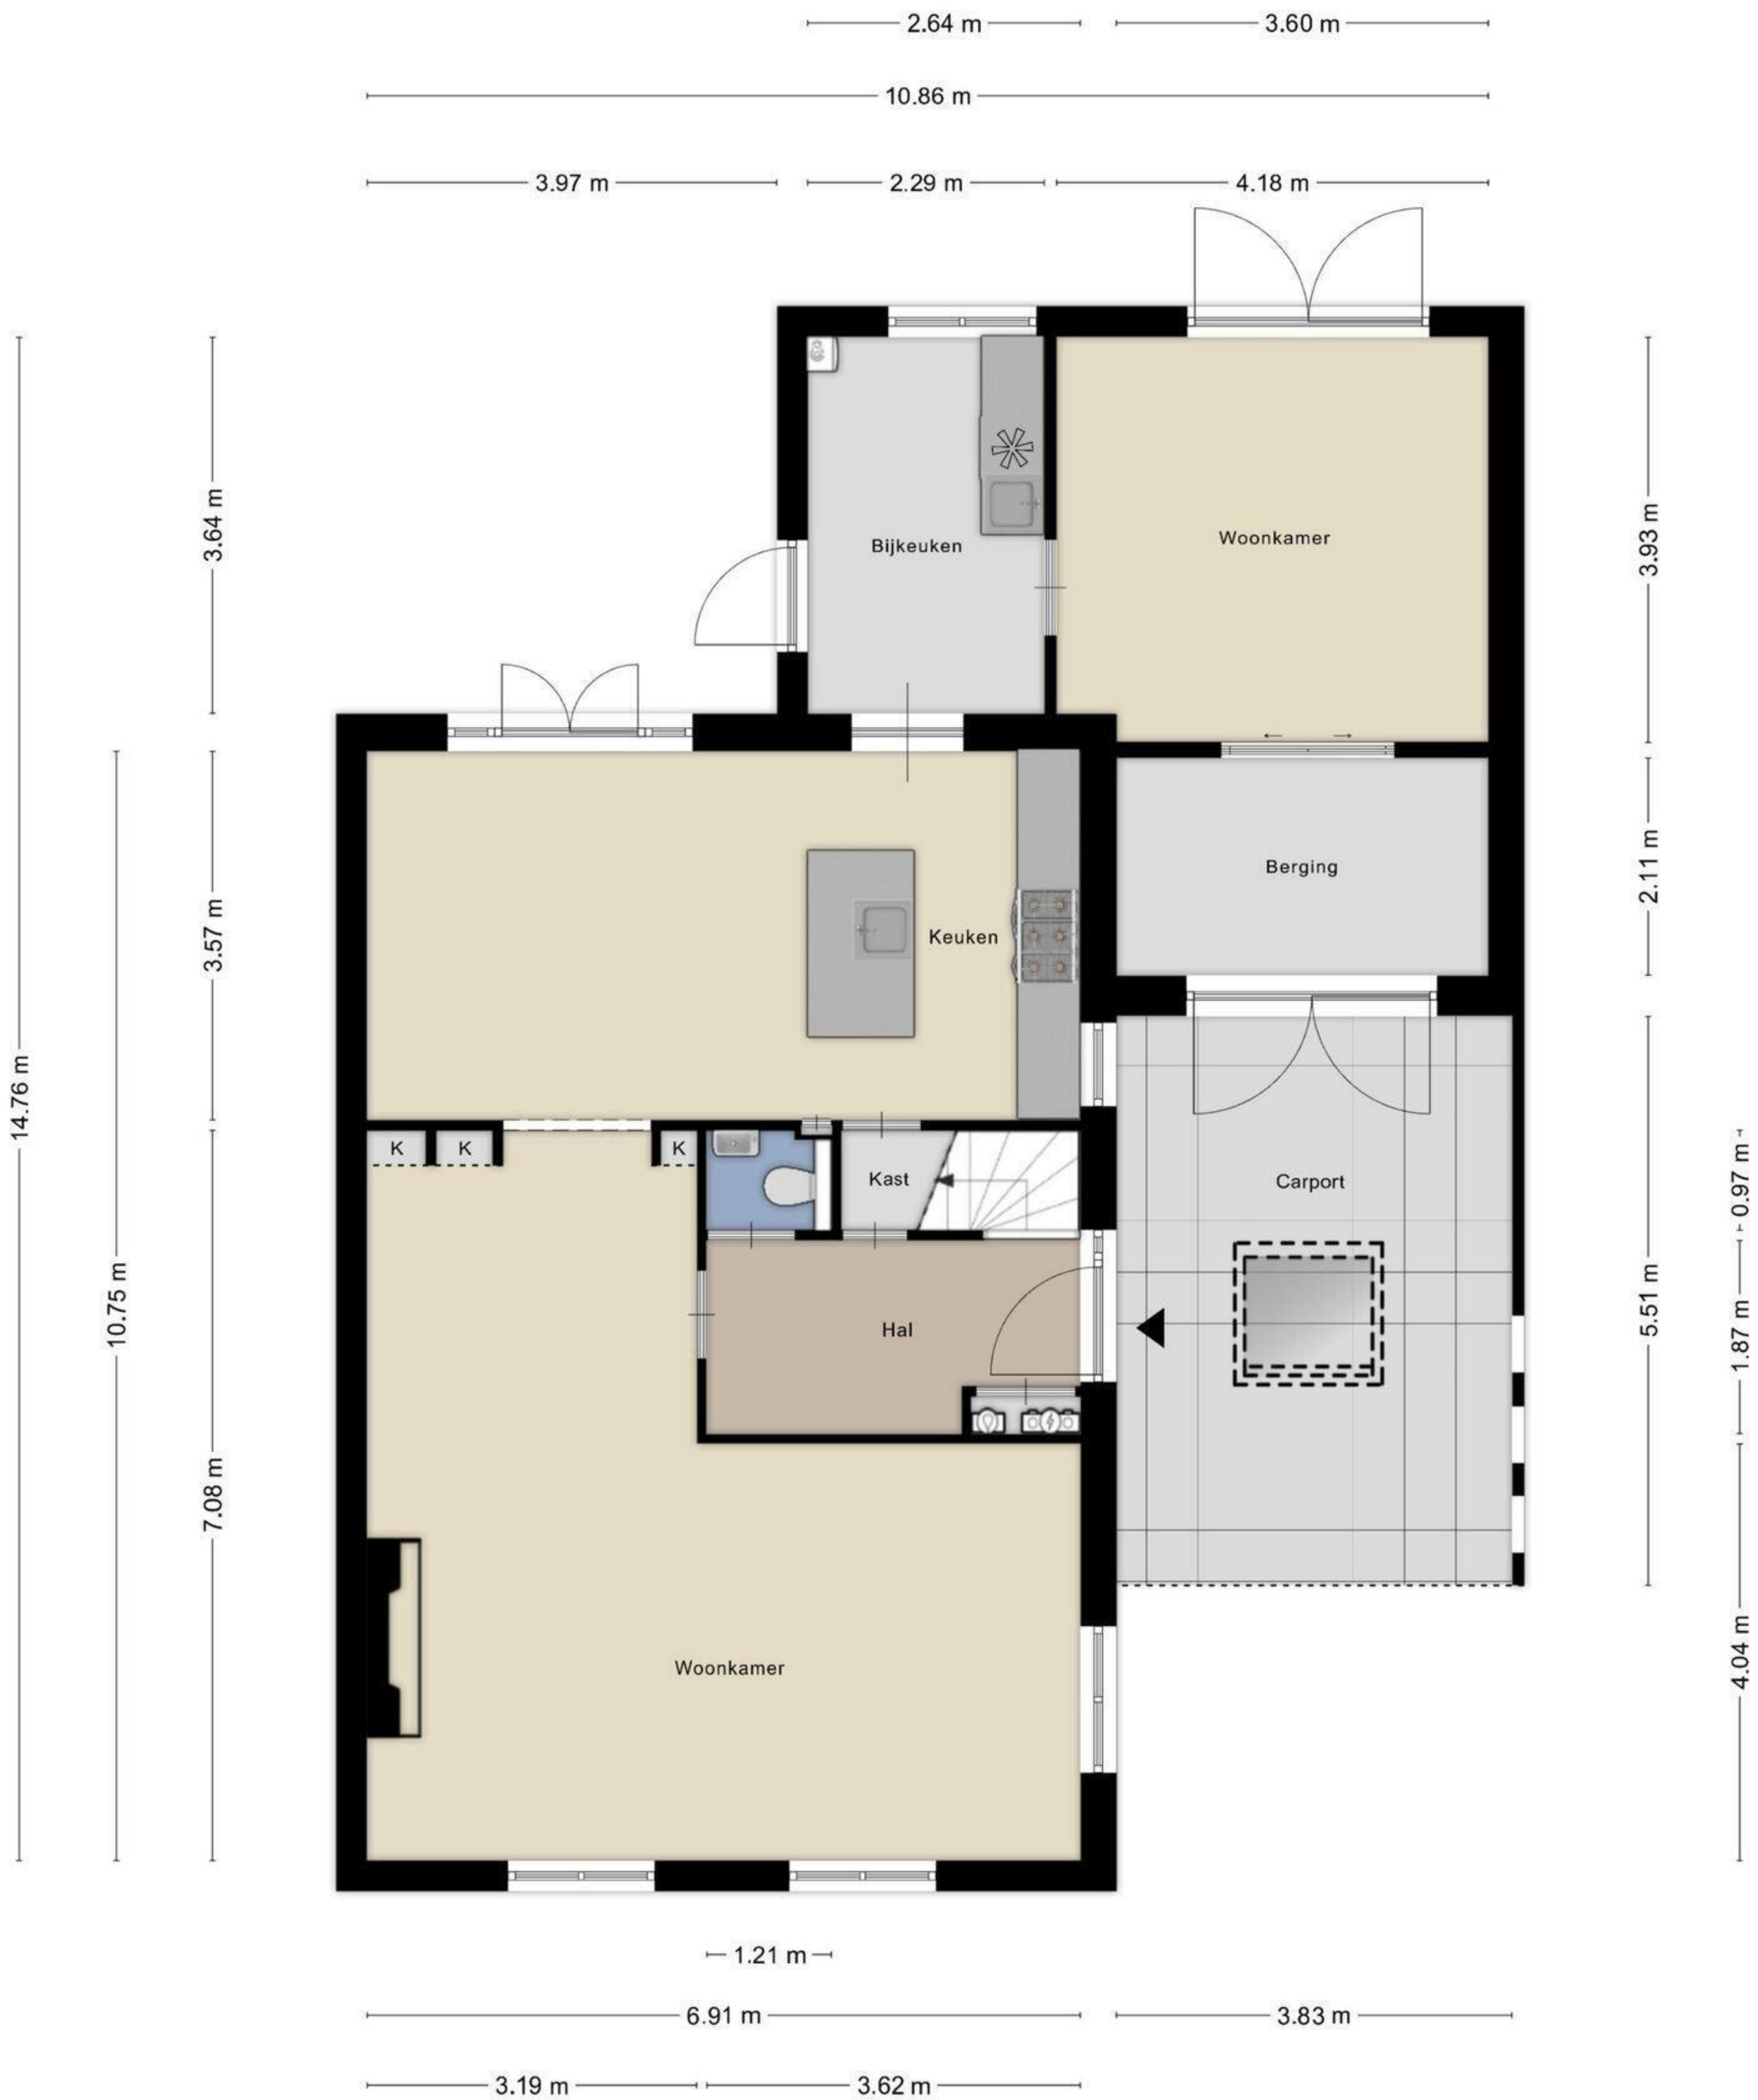 2.64 m
3.60 m
10.86 m
3.97 m
2.29 m
4.18 m
3.64 m
3.93 m
Woonkamer
Bijkeuken
2.11 m
Berging
3.57 m
Keuken
14.76 m
K
K
K
Kast
Carport
0.97 m
10.75 m
Hal
5.51 m
1.87 m
7.08 m
4.04 m
Woonkamer
1.21 m
6.91 m
3.83 m
3.19 m
3.62 m